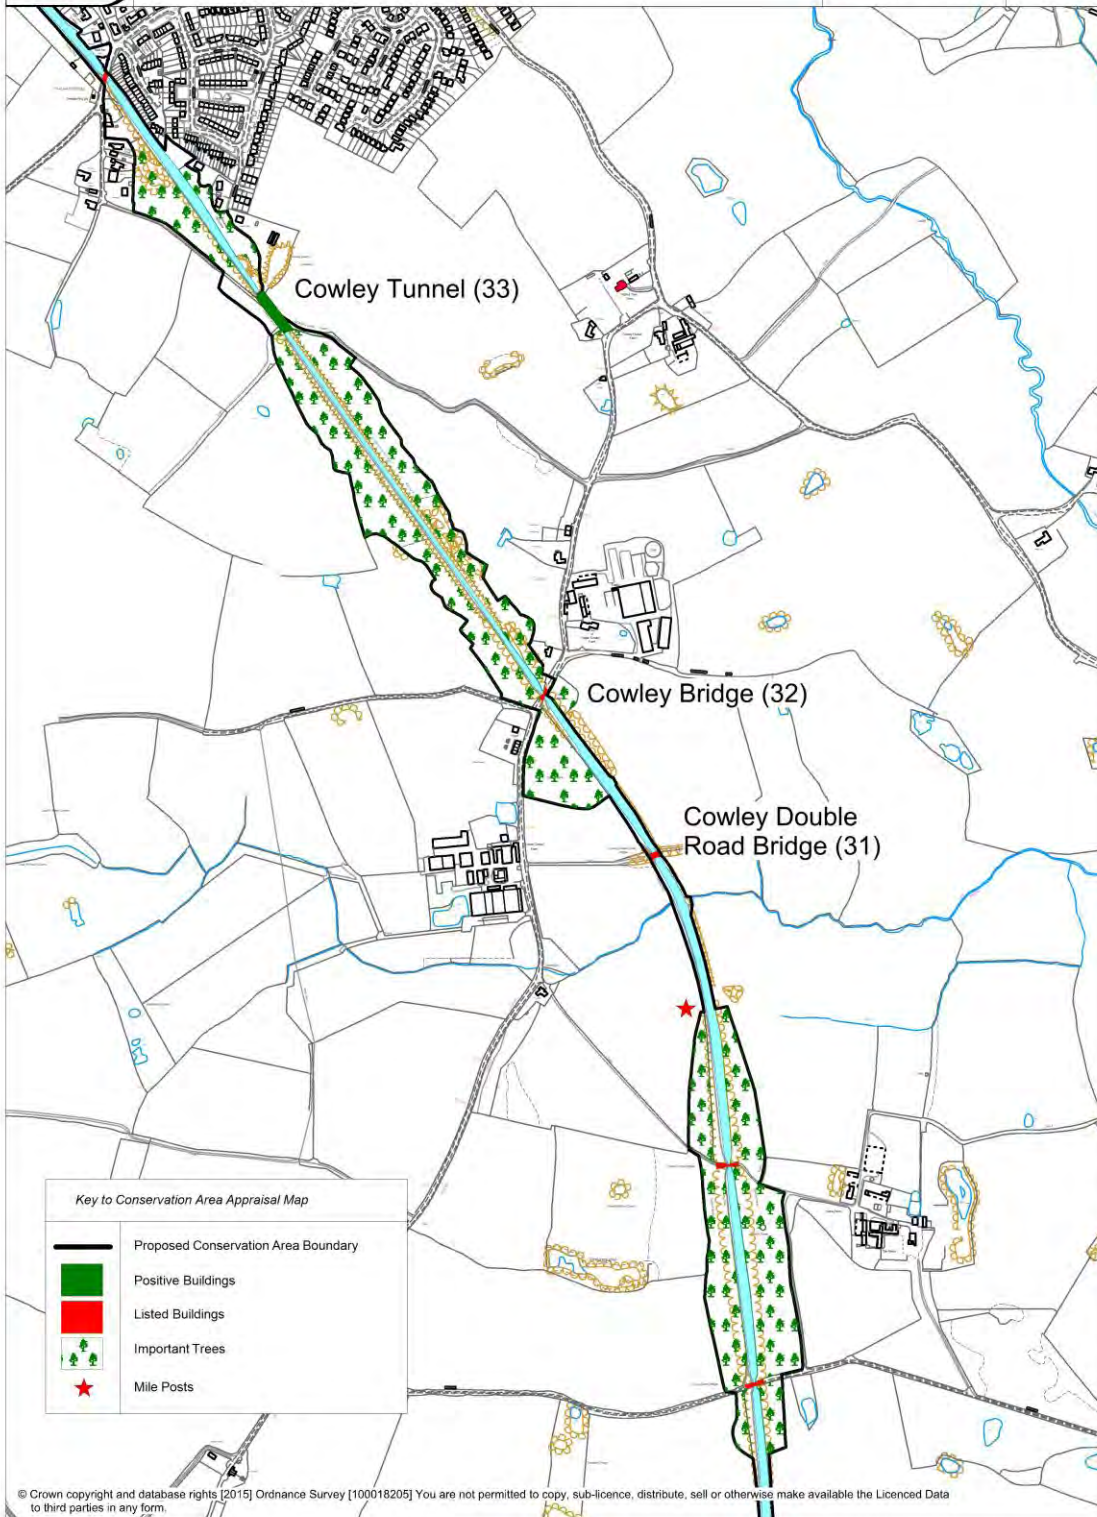 Cowley Tunnel (33)
Cowley Bridge (32)
Cowley Double
Road Bridge (31)
Key to Conservation Area Appraisal Map
Proposed Conservation Area Boundary
Positive Buildings
Listed Buildings
Important Trees
Mile Posts
© Crown copyright and database rights [2015] Ordnance Survey [100018205] You are not permitted to copy, sub-licence, distribute, sell or otherwise make available the Licenced Data
to third parties in any form.